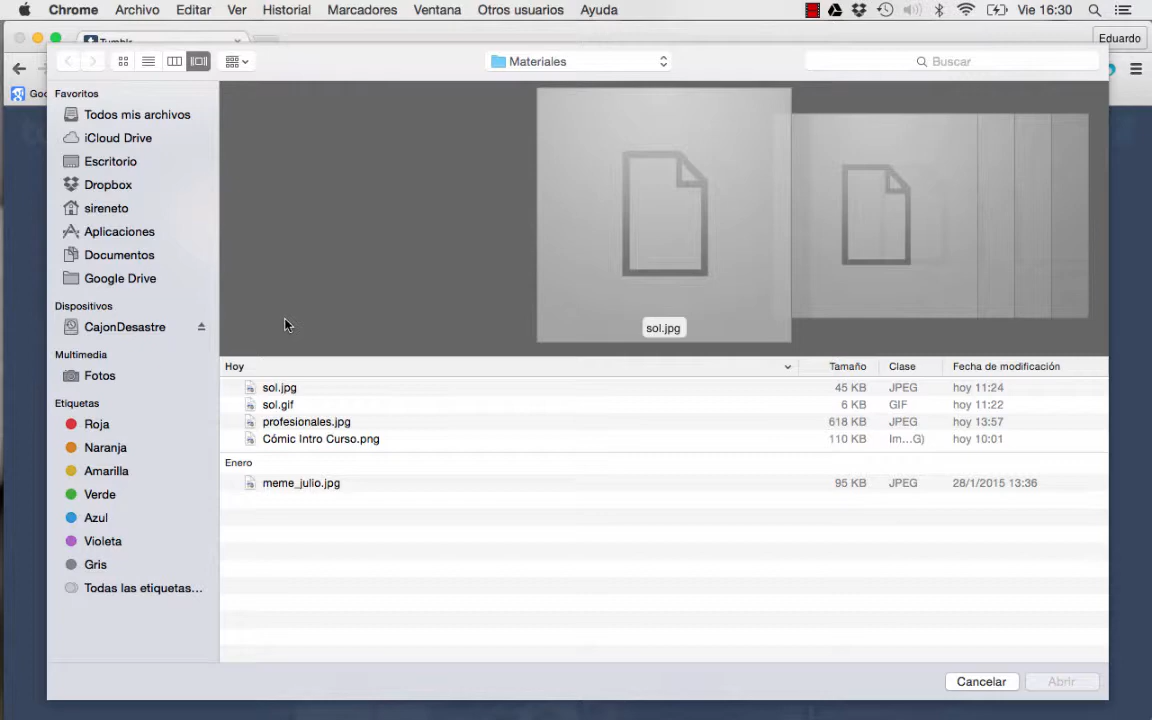 Chrome Archivo Editar Ver Historial Marcadores Ventana Otros usuarios Ayuda Vie 16:30
Tumblr Eduardo
Materiales Buscar
Goo
Favoritos
Todos mis archivos
iCloud Drive
Escritorio
Dropbox
sireneto
Aplicaciones
Documentos
Google Drive
Dispositivos
CajonDesastre
Multimedia
Fotos
Etiquetas
Roja
Naranja
Amarilla
Verde
Azul
Violeta
Gris
Todas las etiquetas...
sol.jpg
Hoy Tamaño Clase Fecha de modificación
sol.jpg 45 KB JPEG hoy 11:24
sol.gif 6 KB GIF hoy 11:22
profesionales.jpg 618 KB JPEG hoy 13:57
Cómic Intro Curso.png 110 KB Im...G) hoy 10:01
Enero
meme_julio.jpg 95 KB JPEG 28/1/2015 13:36
Cancelar Abrir